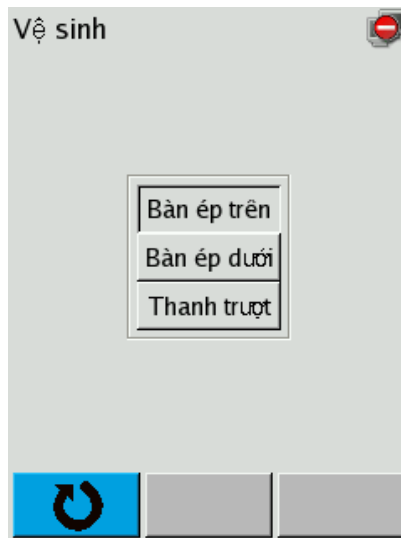 Vệ sinh
Bàn ép trên
Bàn ép dưới
Thanh trượt